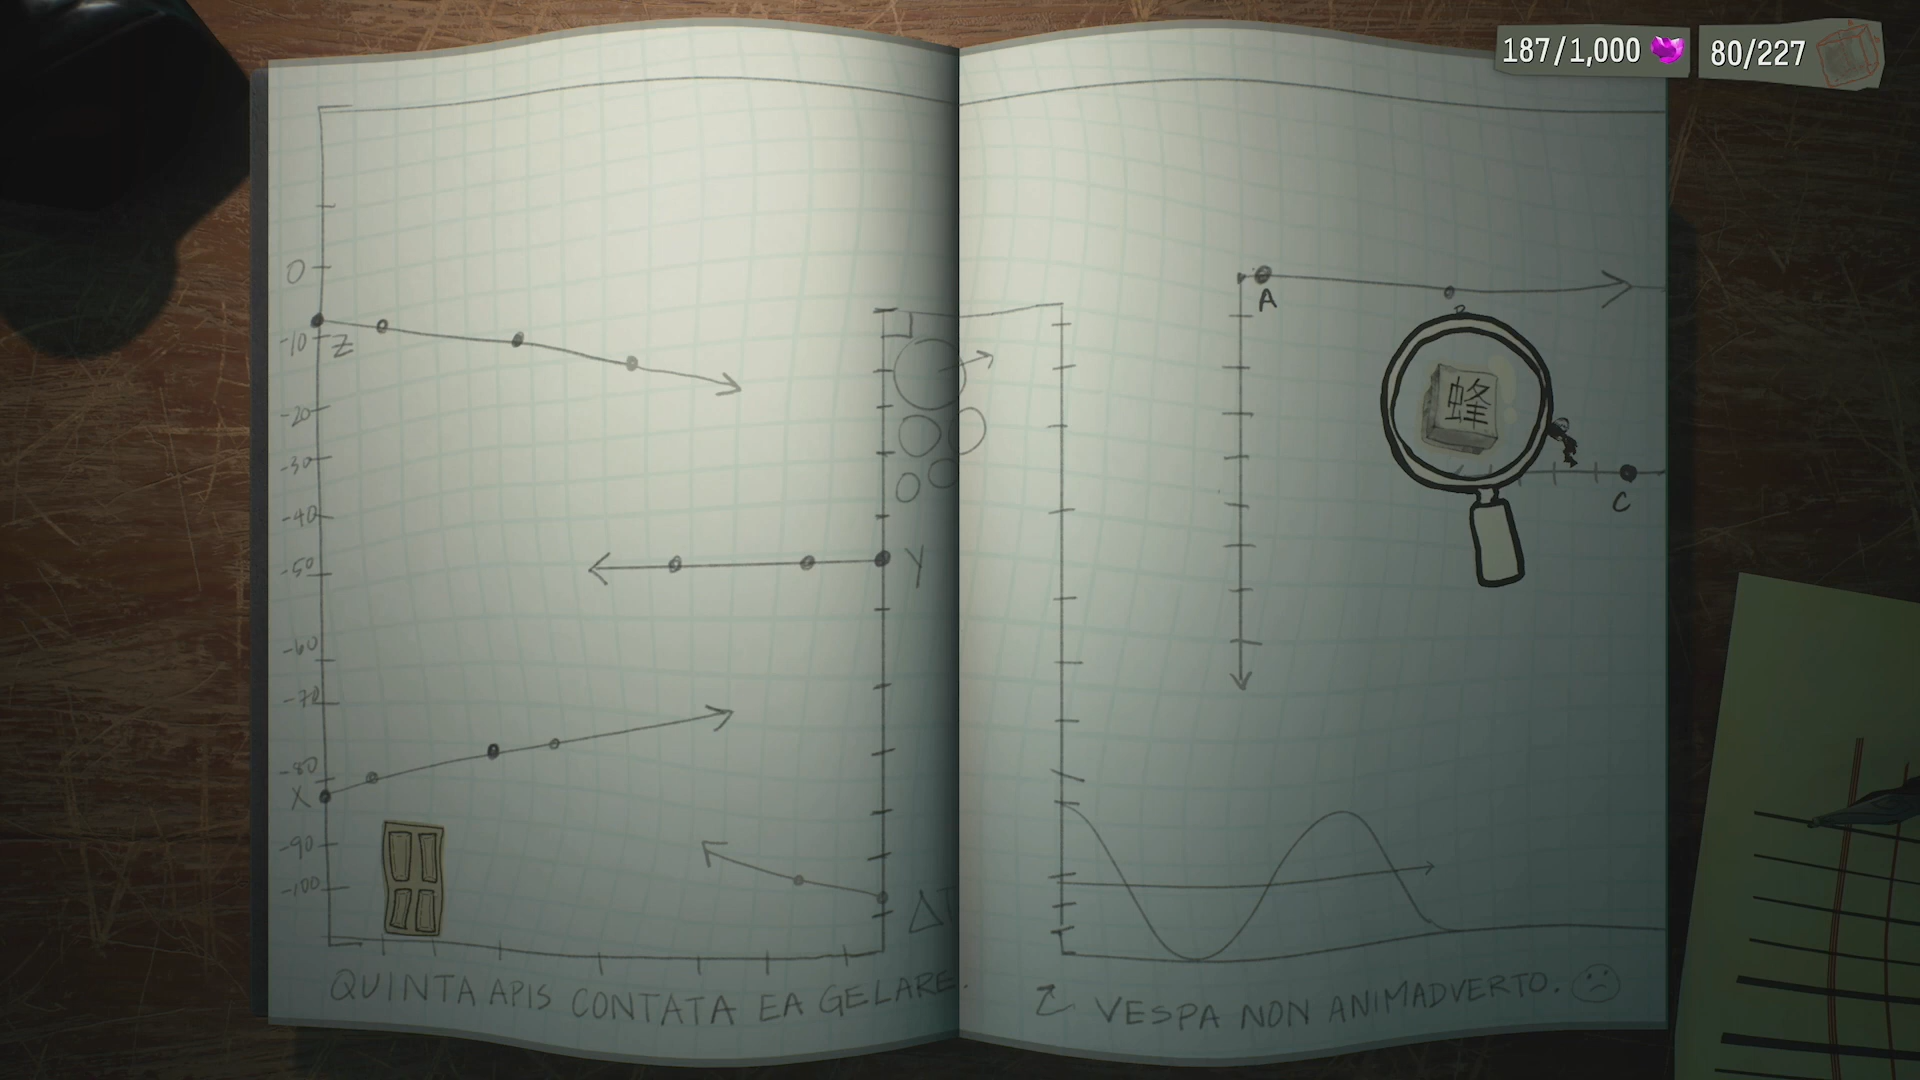 187/1,000
80/227
0
-10
Z
-20
-30
-40
-50
-60
-70
-80
X
-90
-100
Y
ΔT
A
B
蜂
C
QUINTA APIS CONTATA EA GELARE.
Z VESPA NON ANIMADVERTO.